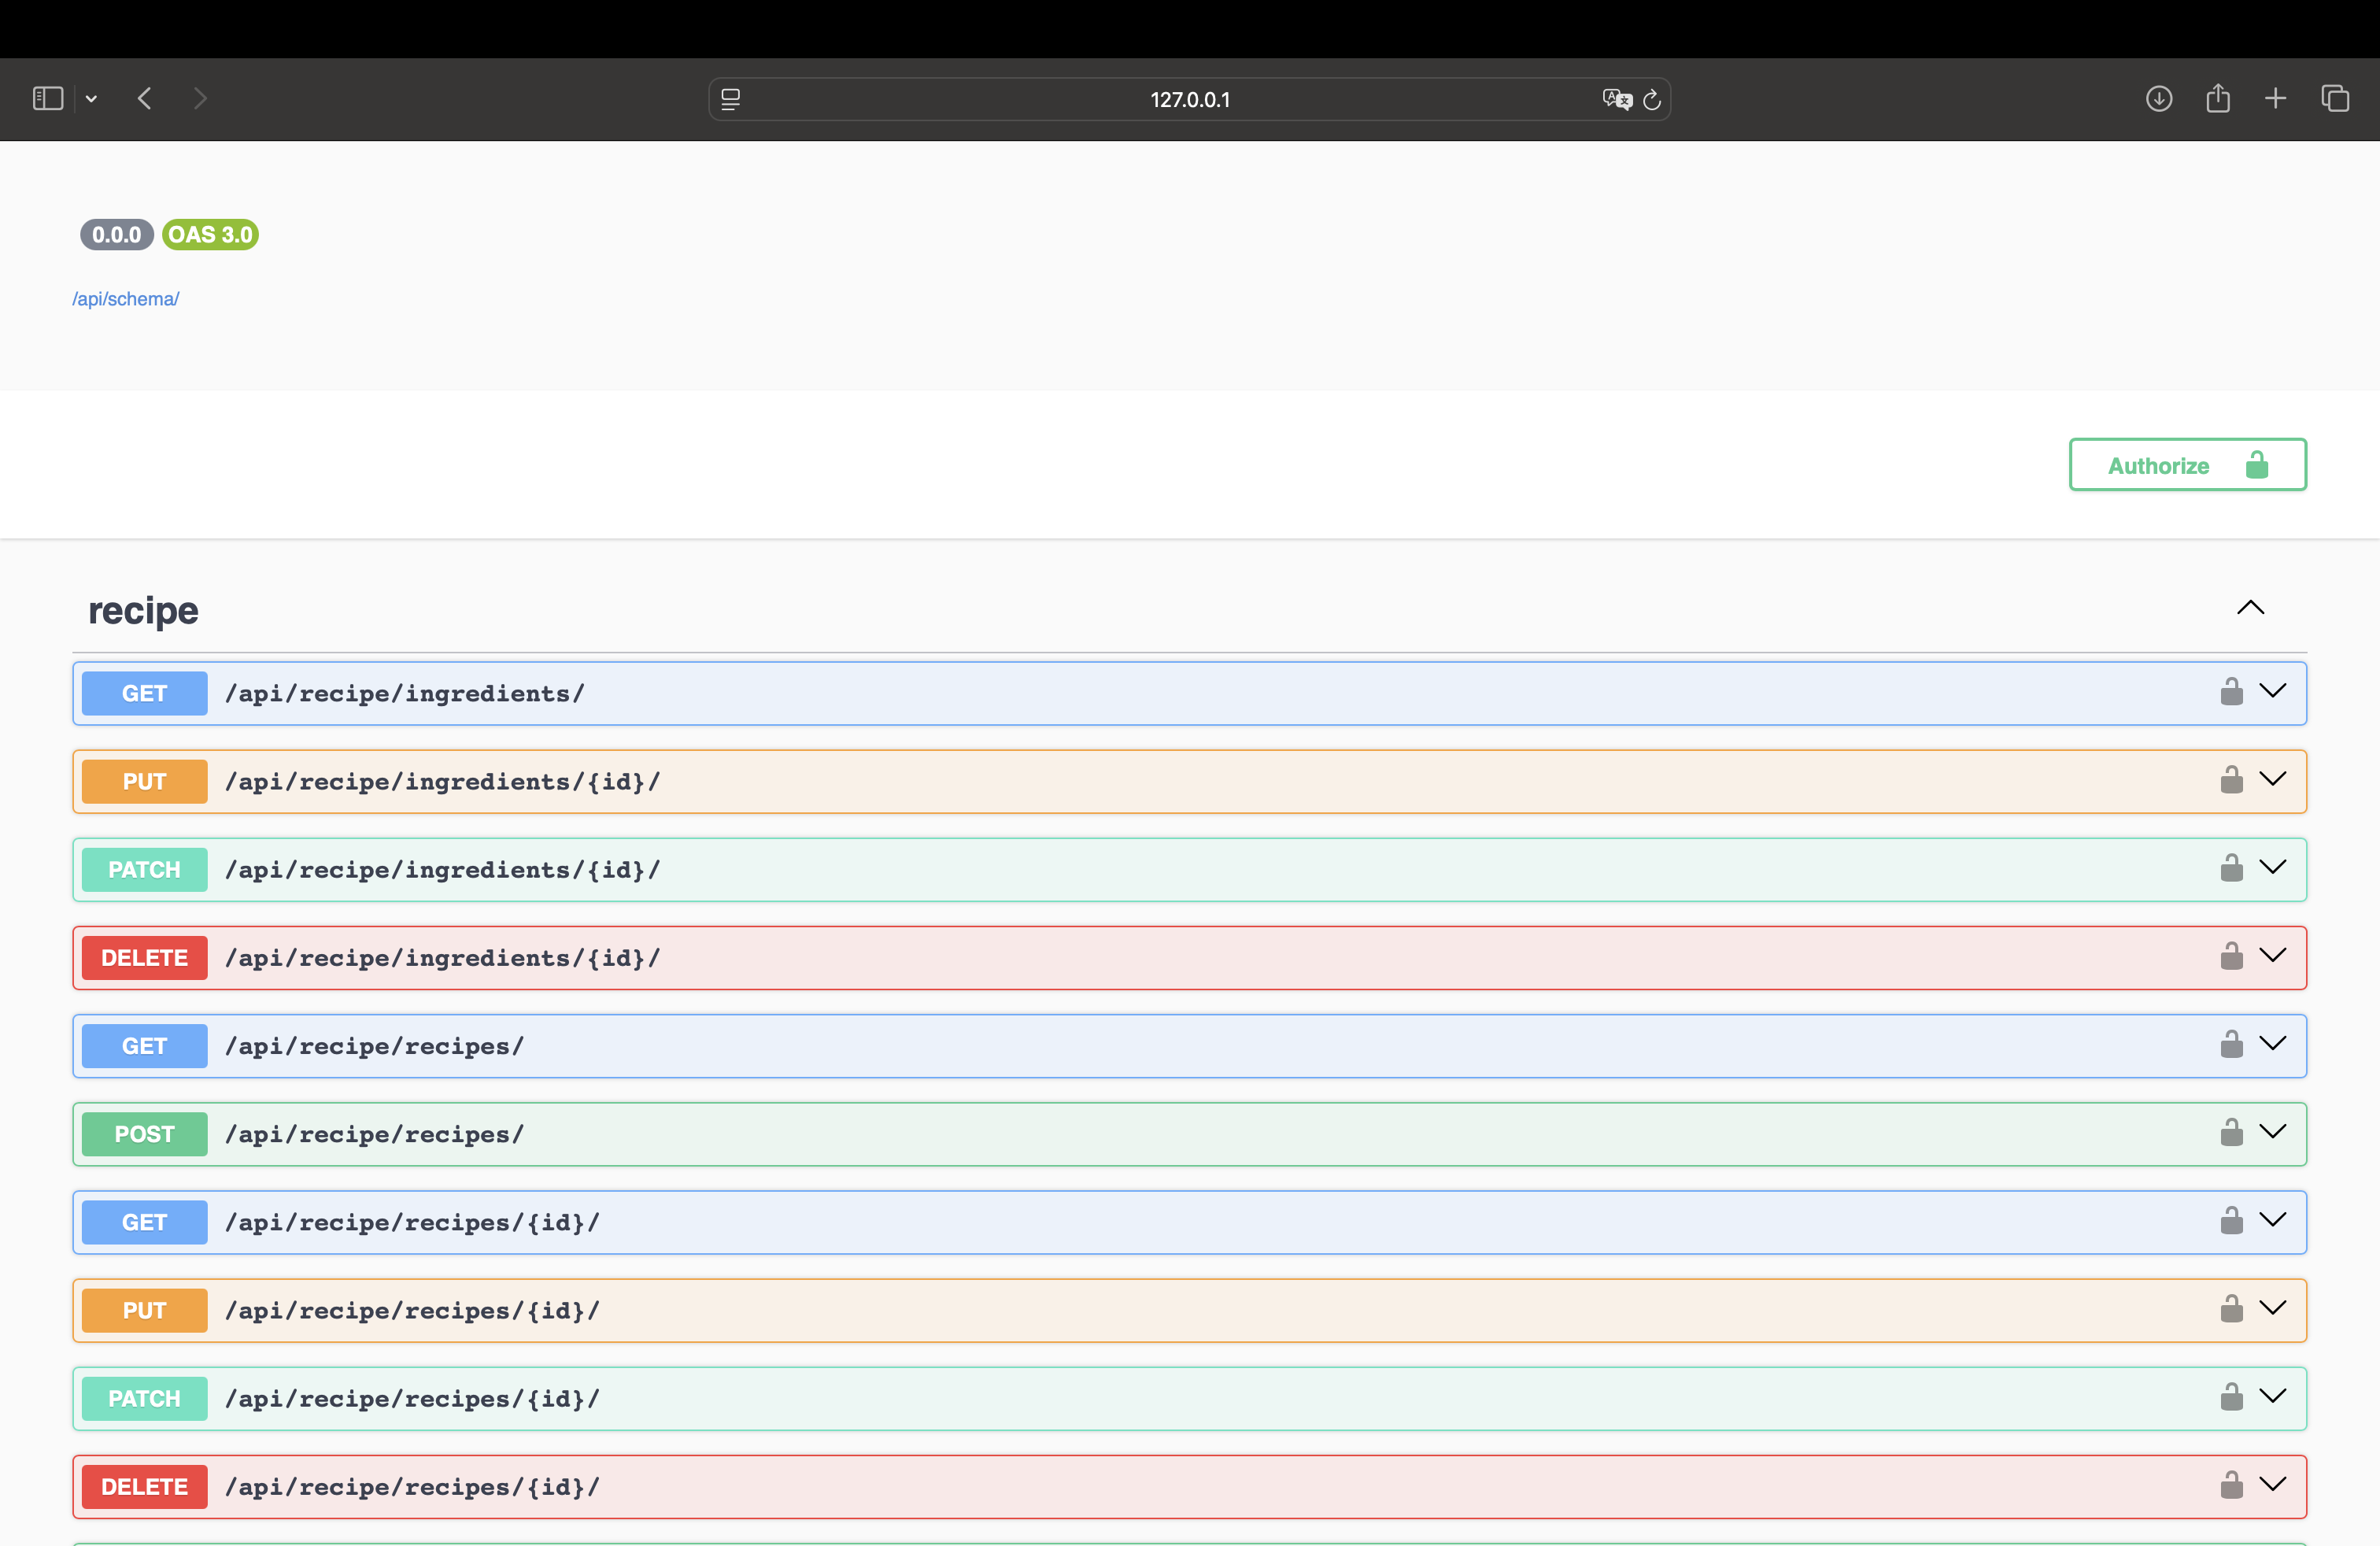 127.0.0.1
0.0.0 OAS 3.0
/api/schema/
Authorize
recipe
GET /api/recipe/ingredients/
PUT /api/recipe/ingredients/{id}/
PATCH /api/recipe/ingredients/{id}/
DELETE /api/recipe/ingredients/{id}/
GET /api/recipe/recipes/
POST /api/recipe/recipes/
GET /api/recipe/recipes/{id}/
PUT /api/recipe/recipes/{id}/
PATCH /api/recipe/recipes/{id}/
DELETE /api/recipe/recipes/{id}/